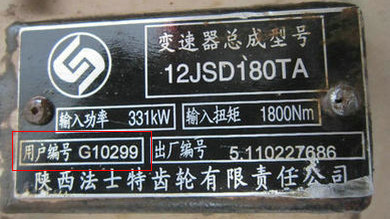 变速器总成型号
12JSD180TA
输入功率 331kW 输入扭矩 1800Nm
用户编号 G10299 出厂编号 5.110227686
陕西法士特齿轮有限责任公司